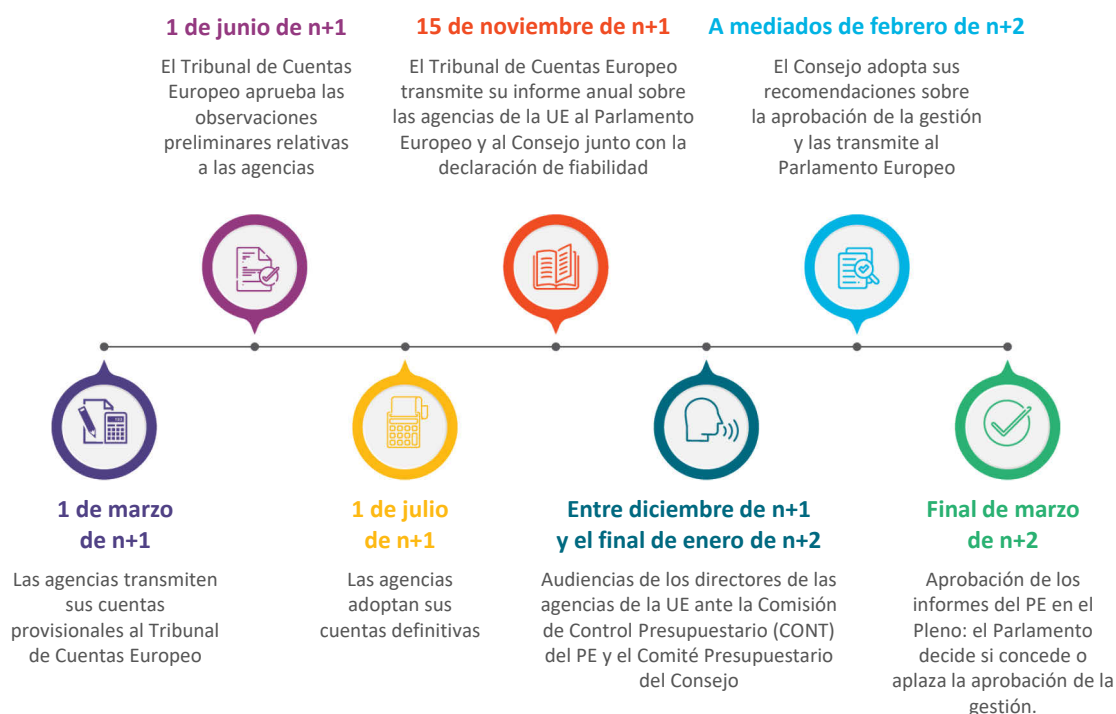 1 de junio de n+1
El Tribunal de Cuentas
Europeo aprueba las
observaciones
preliminares relativas
a las agencias
15 de noviembre de n+1
El Tribunal de Cuentas Europeo
transmite su informe anual sobre
las agencias de la UE al Parlamento
Europeo y al Consejo junto con la
declaración de fiabilidad
A mediados de febrero de n+2
El Consejo adopta sus
recomendaciones sobre
la aprobación de la gestión
y las transmite al
Parlamento Europeo
1 de marzo
de n+1
Las agencias transmiten
sus cuentas
provisionales al Tribunal
de Cuentas Europeo
1 de julio
de n+1
Las agencias
adoptan sus
cuentas definitivas
Entre diciembre de n+1
y el final de enero de n+2
Audiencias de los directores de las
agencias de la UE ante la Comisión
de Control Presupuestario (CONT)
del PE y el Comité Presupuestario
del Consejo
Final de marzo
de n+2
Aprobación de los
informes del PE en el
Pleno: el Parlamento
decide si concede o
aplaza la aprobación de la
gestión.